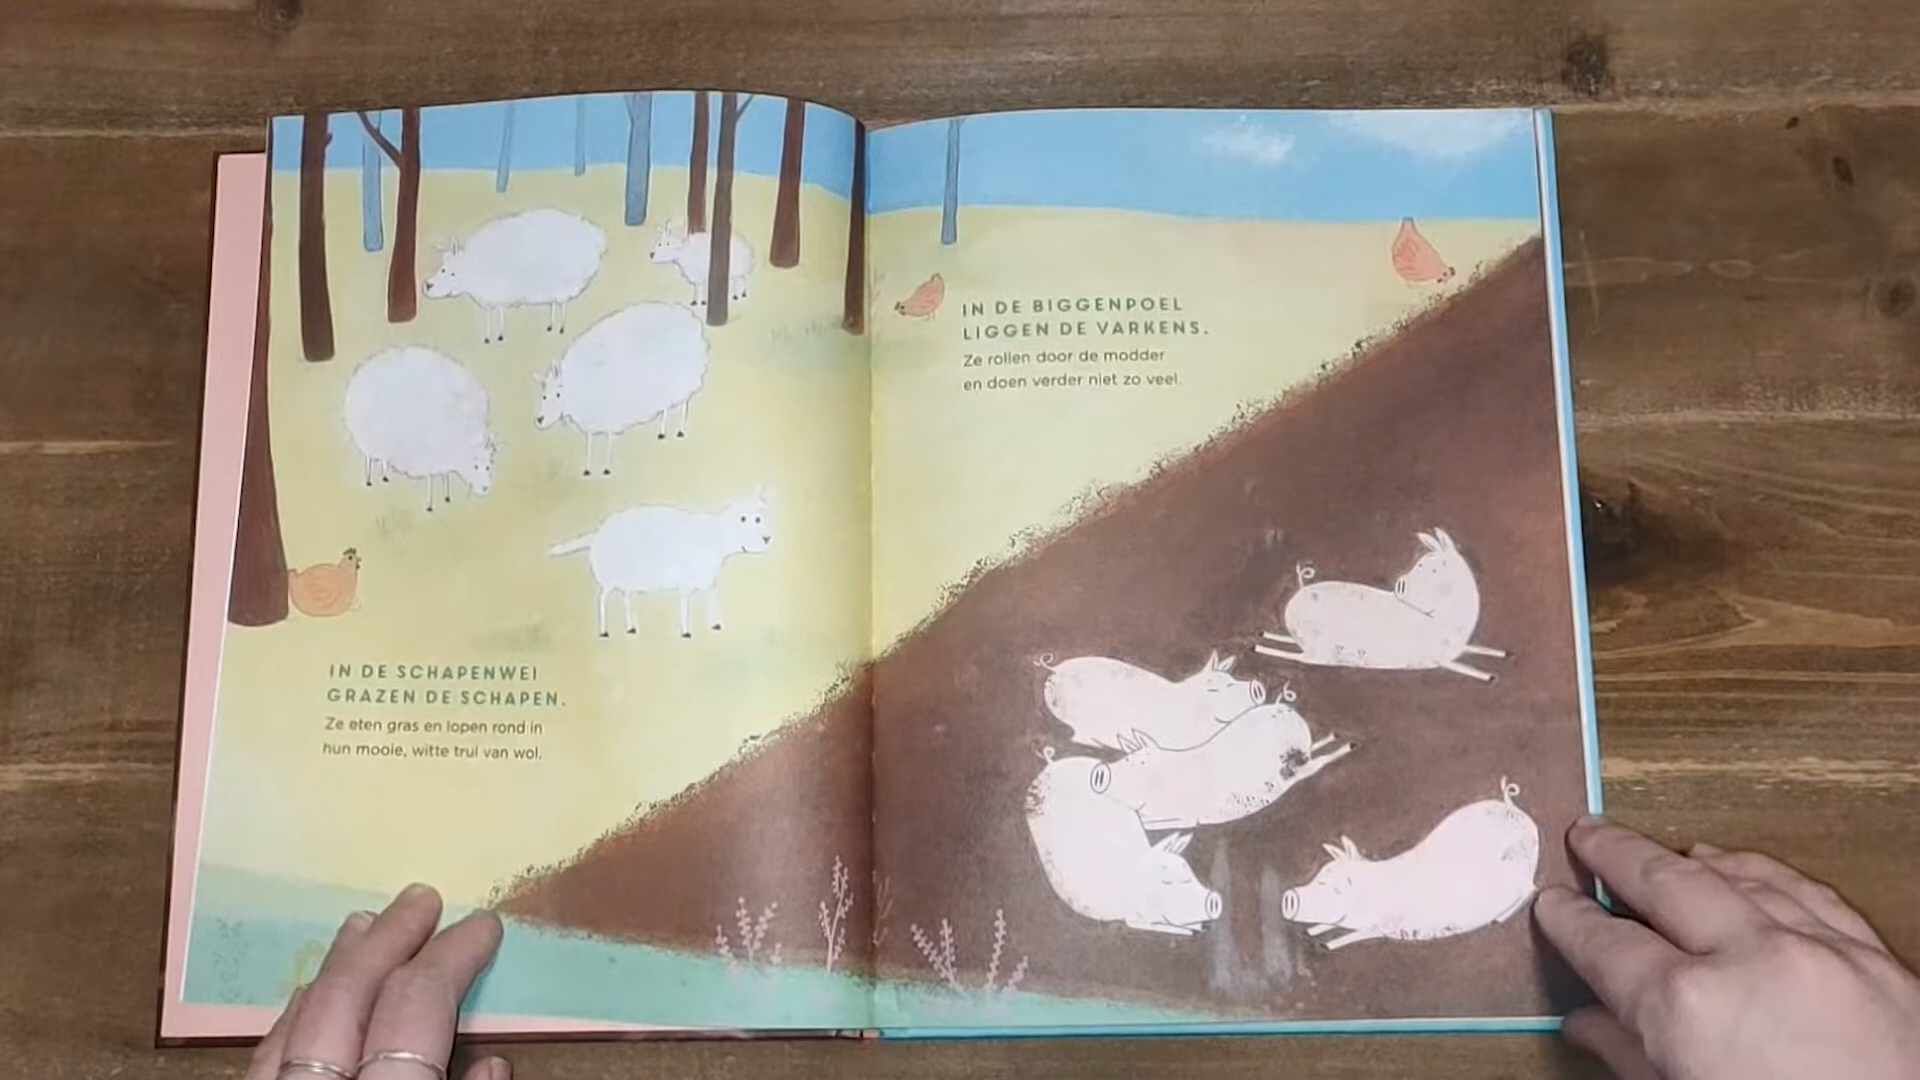 IN DE SCHAPENWEI
GRAZEN DE SCHAPEN.
Ze eten gras en lopen rond in
hun mooie, witte trui van wol.
IN DE BIGGENPOEL
LIGGEN DE VARKENS.
Ze rollen door de modder
en doen verder niet zo veel.